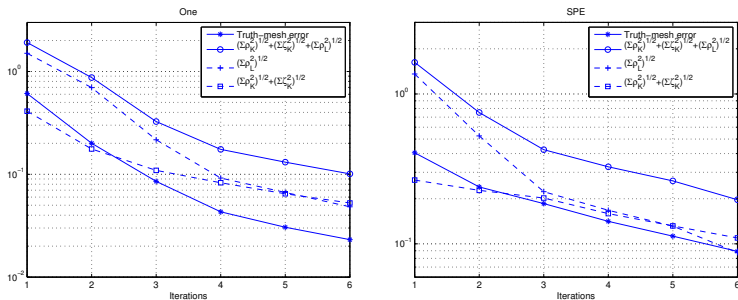 One
Truth−mesh error
(Σρ_K^2)^{1/2}+(Σζ_K^2)^{1/2}+(Σρ_L^2)^{1/2}
(Σρ_L^2)^{1/2}
(Σρ_K^2)^{1/2}+(Σζ_K^2)^{1/2}
10^0
10^{−1}
10^{−2}
1 2 3 4 5 6
Iterations
SPE
Truth−mesh error
(Σρ_K^2)^{1/2}+(Σζ_K^2)^{1/2}+(Σρ_L^2)^{1/2}
(Σρ_L^2)^{1/2}
(Σρ_K^2)^{1/2}+(Σζ_K^2)^{1/2}
10^0
10^{−1}
1 2 3 4 5 6
Iterations